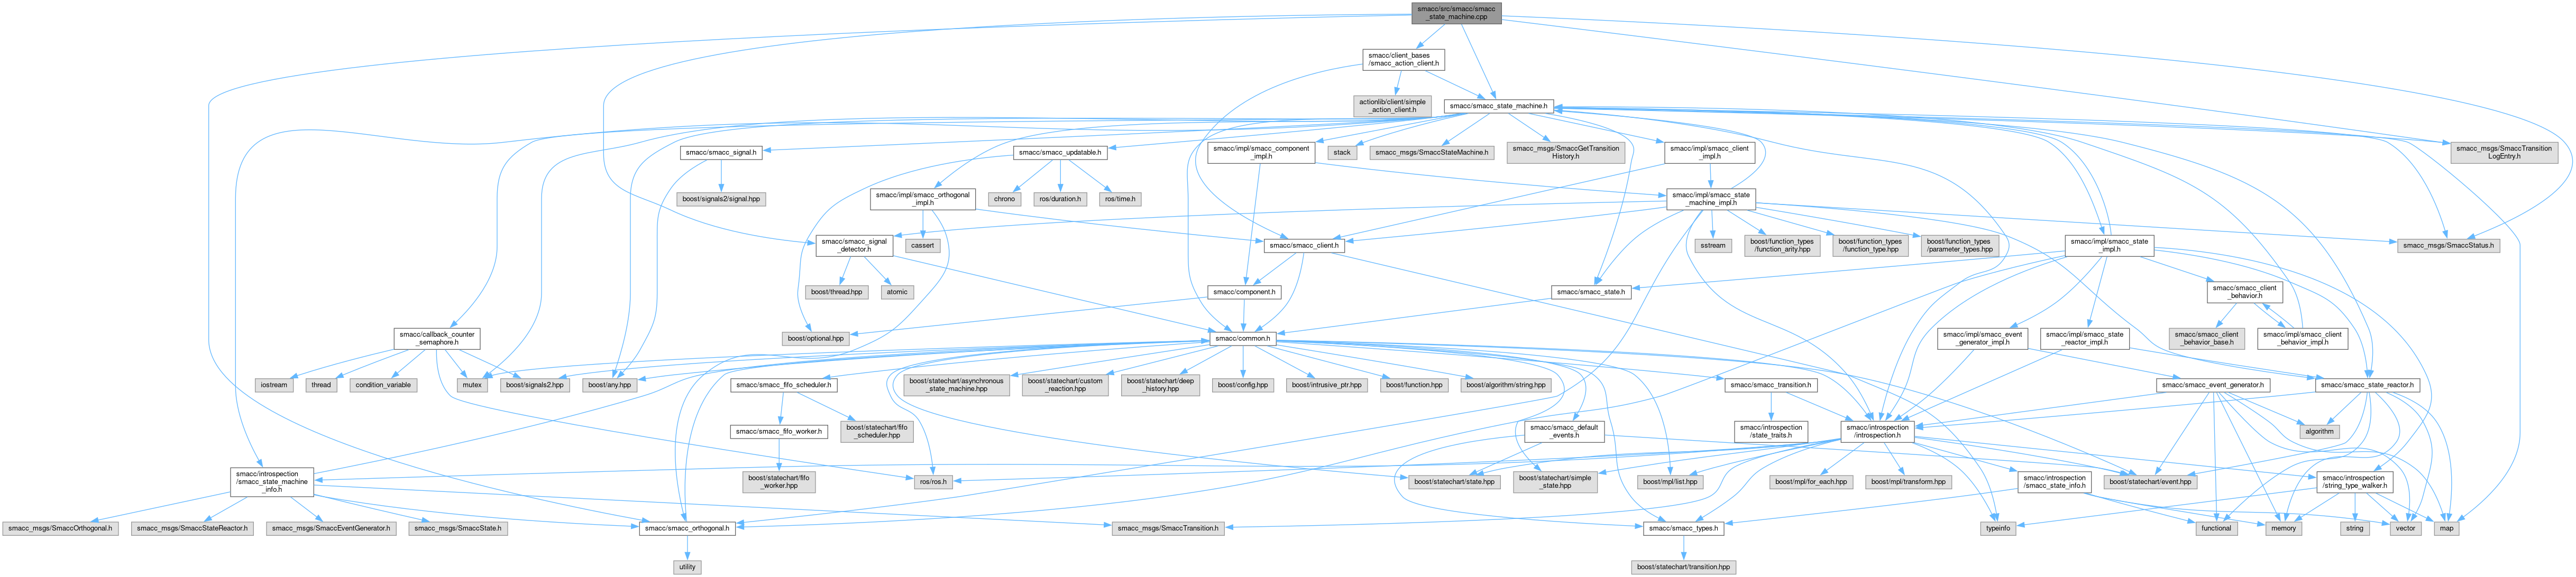 smacc/src/smacc/smacc
_state_machine.cpp
smacc/client_bases
/smacc_action_client.h
actionlib/client/simple
_action_client.h
smacc/smacc_state_machine.h
smacc/smacc_signal.h
smacc/smacc_updatable.h
smacc/impl/smacc_component
_impl.h
stack
smacc_msgs/SmaccStateMachine.h
smacc_msgs/SmaccGetTransition
History.h
smacc/impl/smacc_client
_impl.h
smacc_msgs/SmaccTransition
LogEntry.h
boost/signals2/signal.hpp
smacc/impl/smacc_orthogonal
_impl.h
chrono
ros/duration.h
ros/time.h
smacc/impl/smacc_state
_machine_impl.h
smacc/smacc_signal
_detector.h
cassert
smacc/smacc_client.h
sstream
boost/function_types
/function_arity.hpp
boost/function_types
/function_type.hpp
boost/function_types
/parameter_types.hpp
smacc/impl/smacc_state
_impl.h
smacc_msgs/SmaccStatus.h
boost/thread.hpp
atomic
smacc/component.h
smacc/smacc_state.h
smacc/smacc_client
_behavior.h
smacc/callback_counter
_semaphore.h
boost/optional.hpp
smacc/common.h
smacc/impl/smacc_event
_generator_impl.h
smacc/impl/smacc_state
_reactor_impl.h
smacc/smacc_client
_behavior_base.h
smacc/impl/smacc_client
_behavior_impl.h
iostream
thread
condition_variable
mutex
boost/signals2.hpp
boost/any.hpp
smacc/smacc_fifo_scheduler.h
boost/statechart/asynchronous
_state_machine.hpp
boost/statechart/custom
_reaction.hpp
boost/statechart/deep
_history.hpp
boost/config.hpp
boost/intrusive_ptr.hpp
boost/function.hpp
boost/algorithm/string.hpp
smacc/smacc_transition.h
smacc/smacc_event_generator.h
smacc/smacc_state_reactor.h
smacc/smacc_fifo_worker.h
boost/statechart/fifo
_scheduler.hpp
smacc/smacc_default
_events.h
smacc/introspection
/state_traits.h
smacc/introspection
/introspection.h
algorithm
smacc/introspection
/smacc_state_machine
_info.h
boost/statechart/fifo
_worker.hpp
ros/ros.h
boost/statechart/state.hpp
boost/statechart/simple
_state.hpp
boost/mpl/list.hpp
boost/mpl/for_each.hpp
boost/mpl/transform.hpp
smacc/introspection
/smacc_state_info.h
boost/statechart/event.hpp
smacc/introspection
/string_type_walker.h
smacc_msgs/SmaccOrthogonal.h
smacc_msgs/SmaccStateReactor.h
smacc_msgs/SmaccEventGenerator.h
smacc_msgs/SmaccState.h
smacc/smacc_orthogonal.h
smacc_msgs/SmaccTransition.h
smacc/smacc_types.h
typeinfo
functional
memory
string
vector
map
utility
boost/statechart/transition.hpp